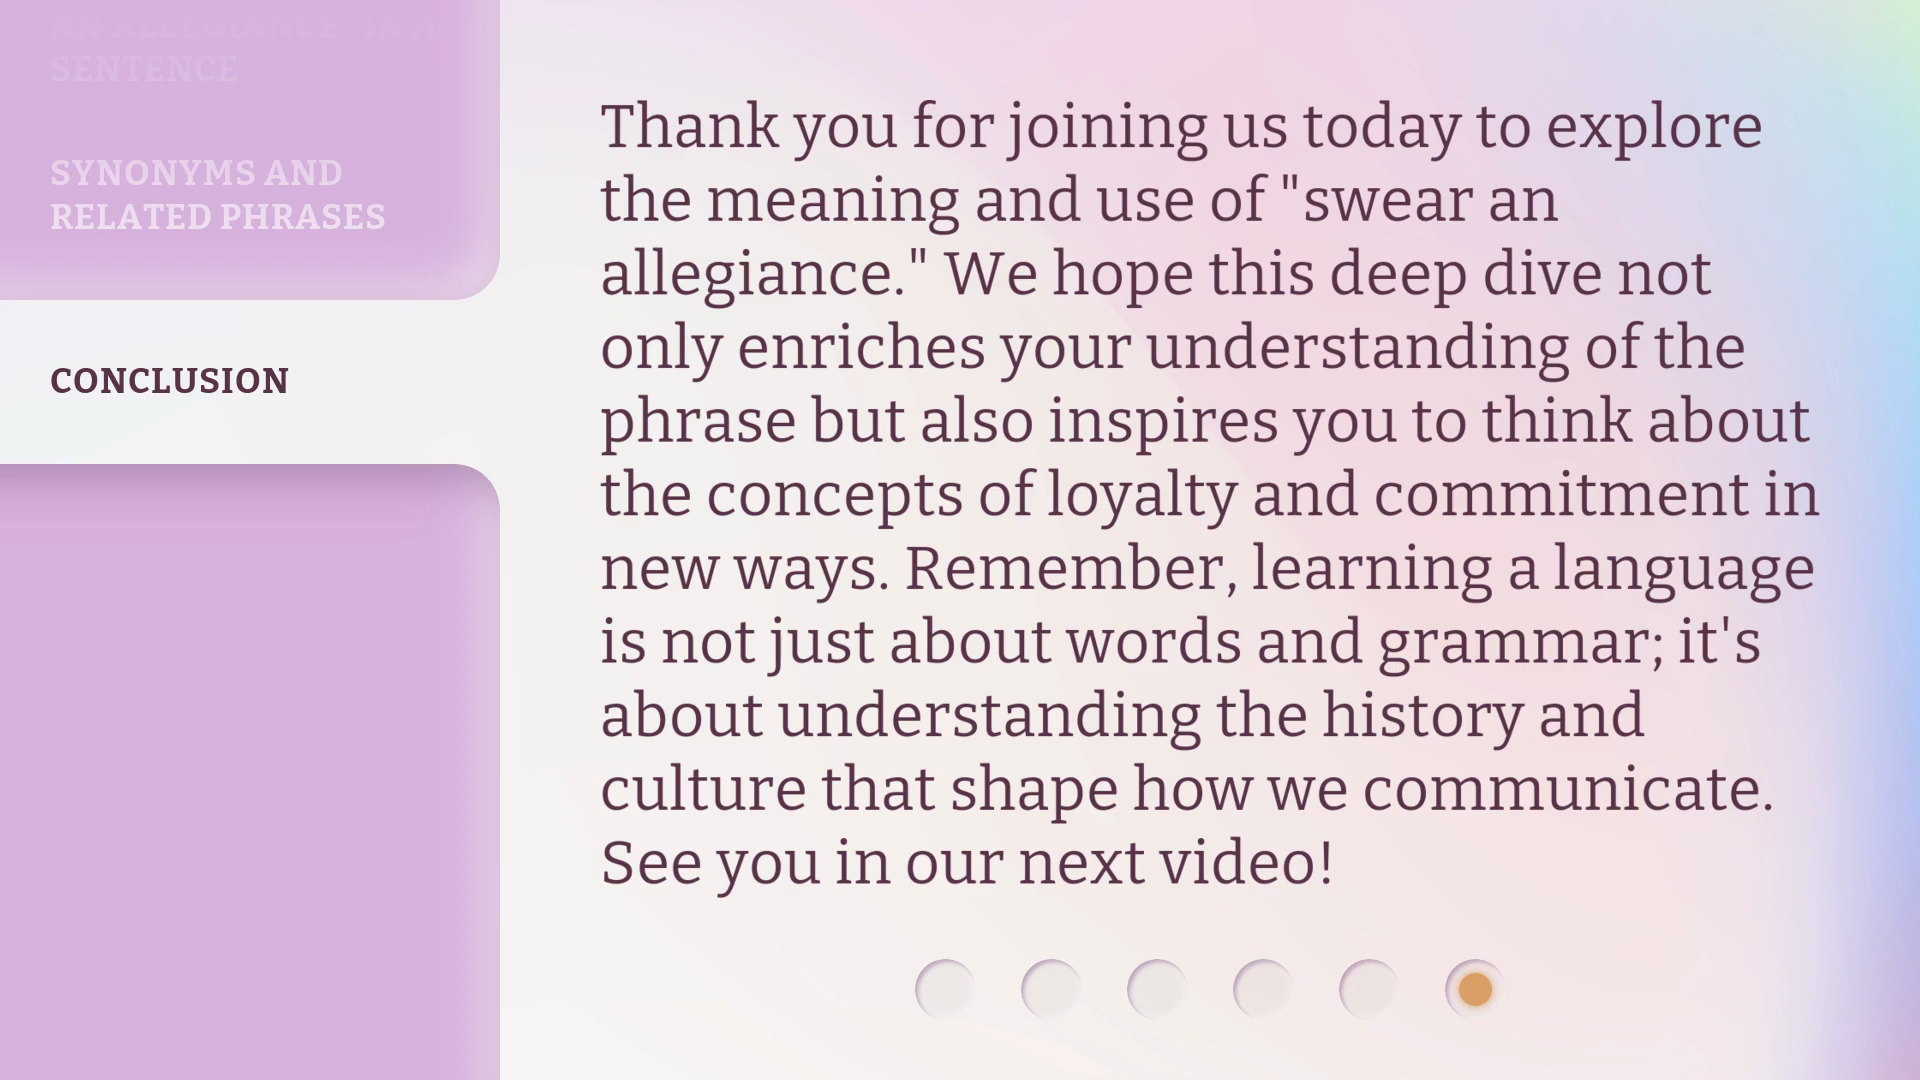 AN ALLEGIANCE" IN A
SENTENCE
SYNONYMS AND
RELATED PHRASES
CONCLUSION
Thank you for joining us today to explore
the meaning and use of "swear an
allegiance." We hope this deep dive not
only enriches your understanding of the
phrase but also inspires you to think about
the concepts of loyalty and commitment in
new ways. Remember, learning a language
is not just about words and grammar; it's
about understanding the history and
culture that shape how we communicate.
See you in our next video!